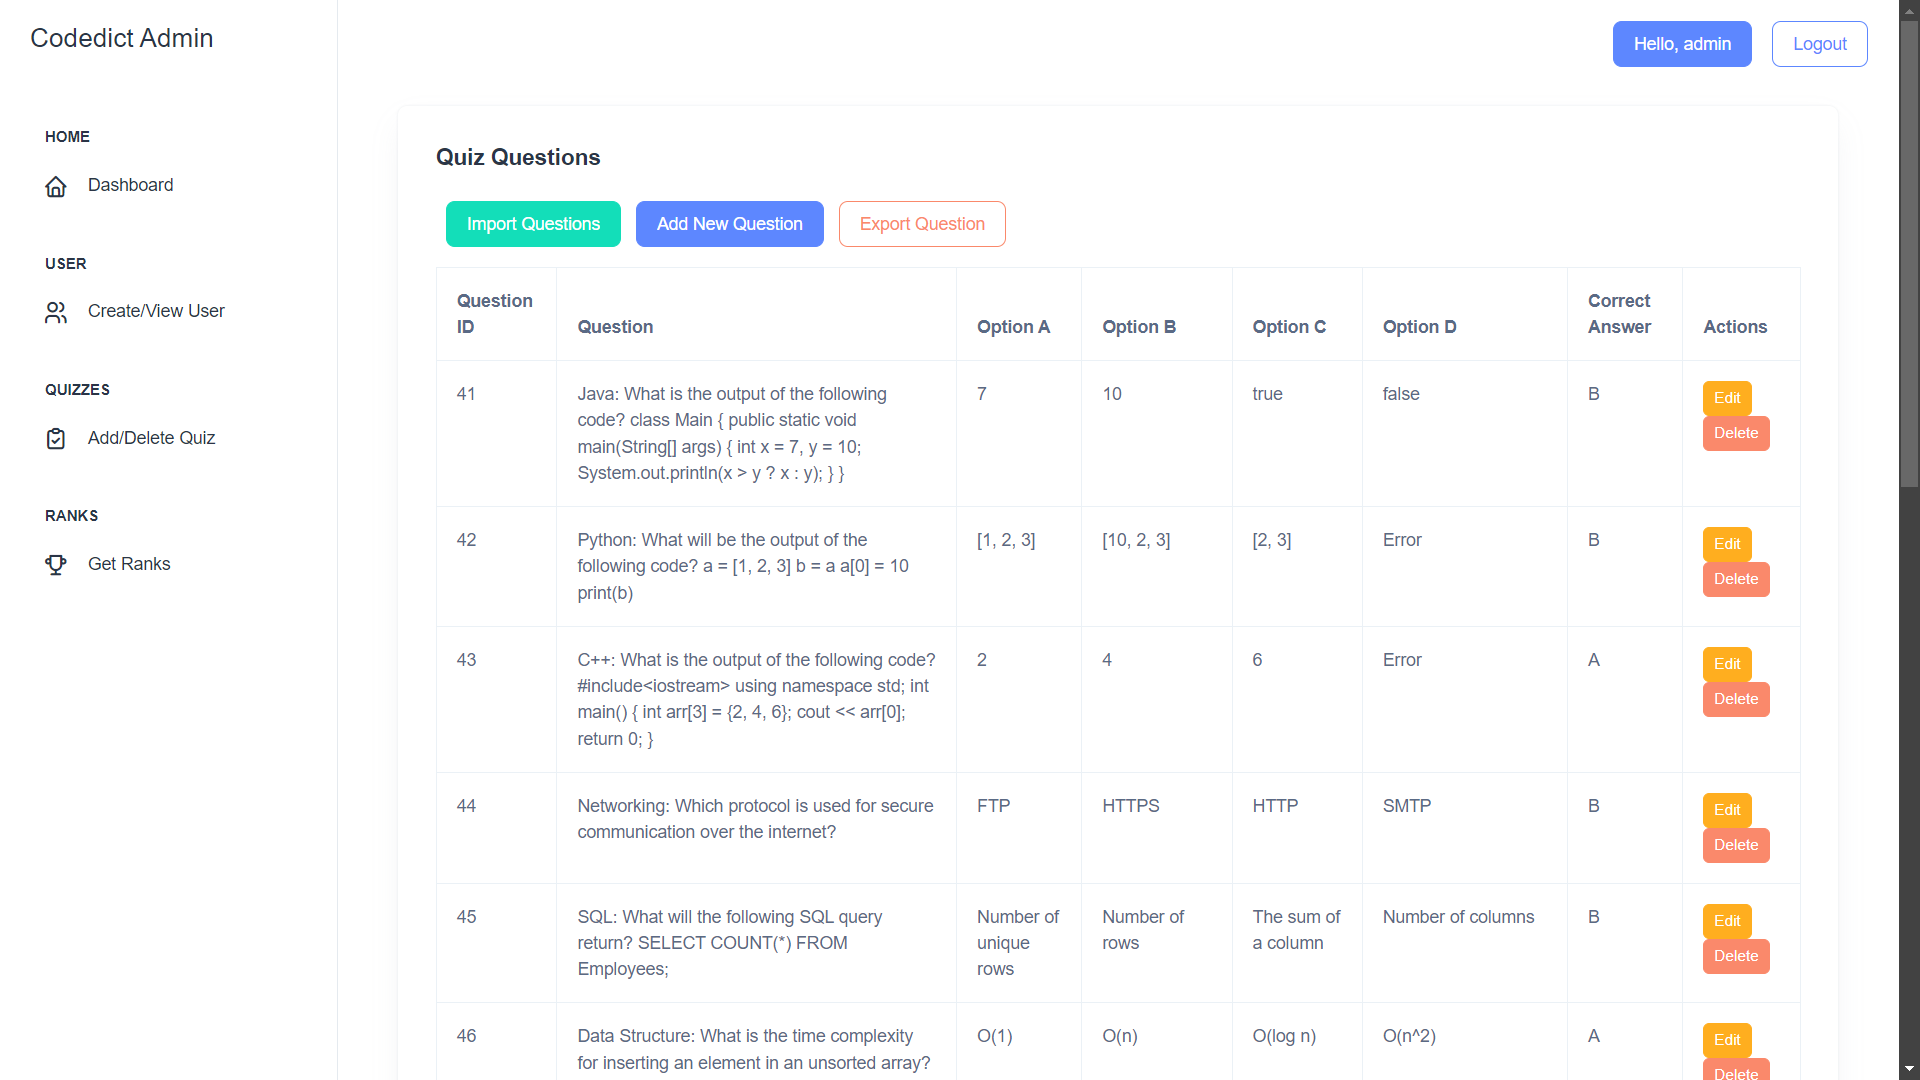 Codedict Admin
Hello, admin
Logout
HOME
Dashboard
USER
Create/View User
QUIZZES
Add/Delete Quiz
RANKS
Get Ranks
Quiz Questions
Import Questions
Add New Question
Export Question
Question
ID
Question
Option A
Option B
Option C
Option D
Correct
Answer
Actions
41
Java: What is the output of the following
code? class Main { public static void
main(String[] args) { int x = 7, y = 10;
System.out.println(x > y ? x : y); } }
7
10
true
false
B
Edit
Delete
42
Python: What will be the output of the
following code? a = [1, 2, 3] b = a a[0] = 10
print(b)
[1, 2, 3]
[10, 2, 3]
[2, 3]
Error
B
Edit
Delete
43
C++: What is the output of the following code?
#include<iostream> using namespace std; int
main() { int arr[3] = {2, 4, 6}; cout << arr[0];
return 0; }
2
4
6
Error
A
Edit
Delete
44
Networking: Which protocol is used for secure
communication over the internet?
FTP
HTTPS
HTTP
SMTP
B
Edit
Delete
45
SQL: What will the following SQL query
return? SELECT COUNT(*) FROM
Employees;
Number of
unique
rows
Number of
rows
The sum of
a column
Number of columns
B
Edit
Delete
46
Data Structure: What is the time complexity
for inserting an element in an unsorted array?
O(1)
O(n)
O(log n)
O(n^2)
A
Edit
Delete